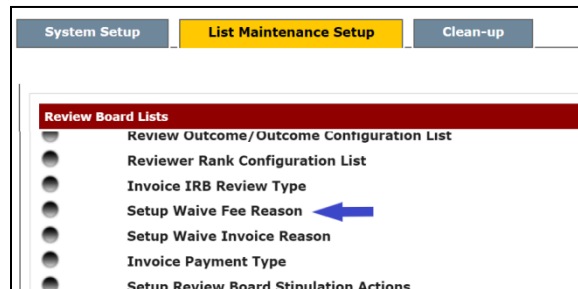 System Setup List Maintenance Setup Clean-up
Review Board Lists
Review Outcome/Outcome Configuration List
Reviewer Rank Configuration List
Invoice IRB Review Type
Setup Waive Fee Reason
Setup Waive Invoice Reason
Invoice Payment Type
Setup Review Board Stipulation Actions